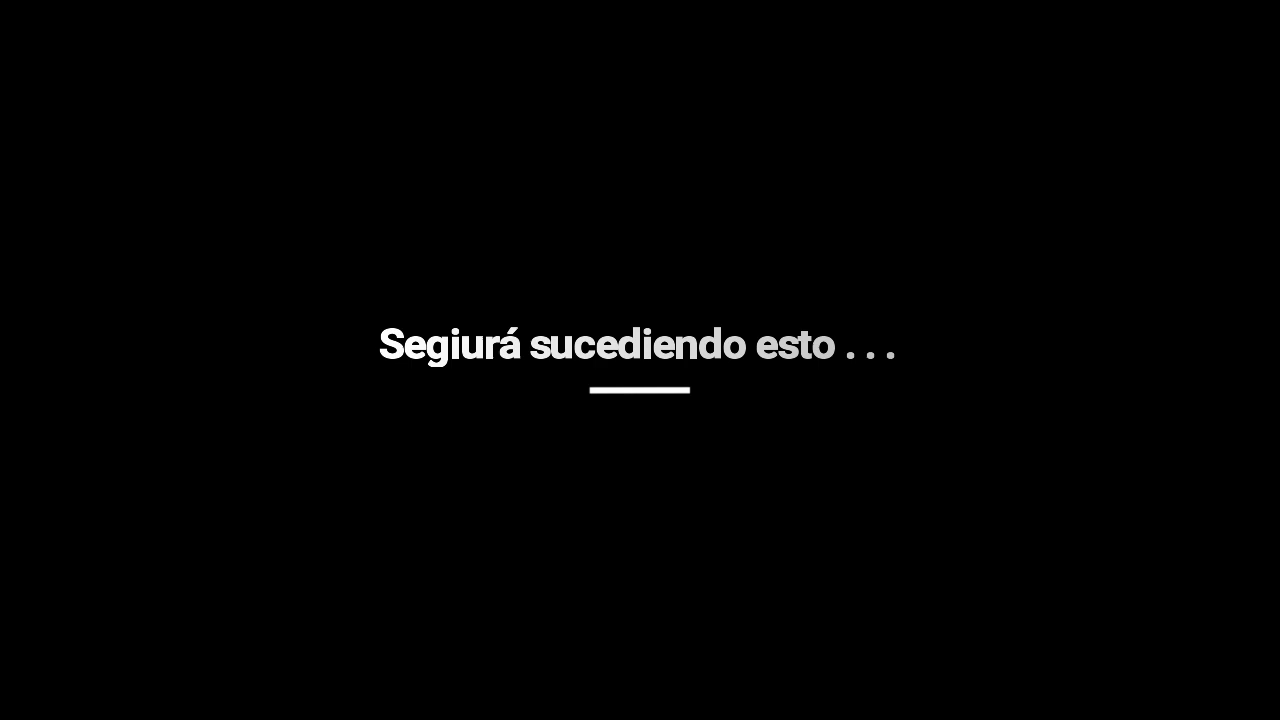 Segiurá sucediendo esto . . .